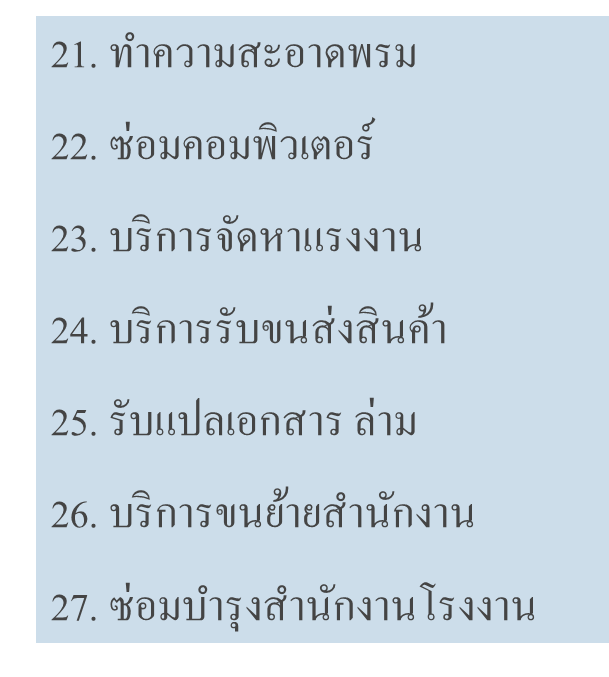 21. ทำความสะอาดพรม
22. ซ่อมคอมพิวเตอร์
23. บริการจัดหาแรงงาน
24. บริการรับขนส่งสินค้า
25. รับแปลเอกสาร ล่าม
26. บริการขนย้ายสำนักงาน
27. ซ่อมบำรุงสำนักงานโรงงาน